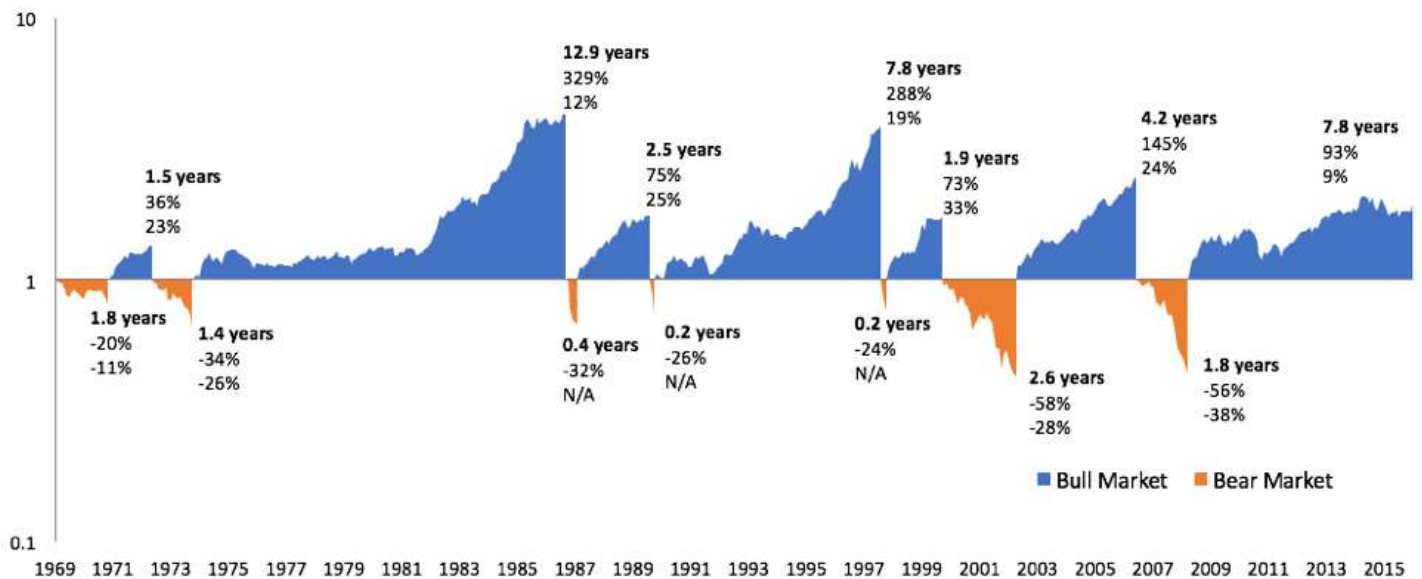 10
12.9 years
329%
12%
7.8 years
288%
19%
4.2 years
145%
24%
7.8 years
93%
9%
2.5 years
75%
25%
1.9 years
73%
33%
1.5 years
36%
23%
1
1.8 years
-20%
-11%
1.4 years
-34%
-26%
0.4 years
-32%
N/A
0.2 years
-26%
N/A
0.2 years
-24%
N/A
2.6 years
-58%
-28%
1.8 years
-56%
-38%
Bull Market Bear Market
0.1
1969 1971 1973 1975 1977 1979 1981 1983 1985 1987 1989 1991 1993 1995 1997 1999 2001 2003 2005 2007 2009 2011 2013 2015